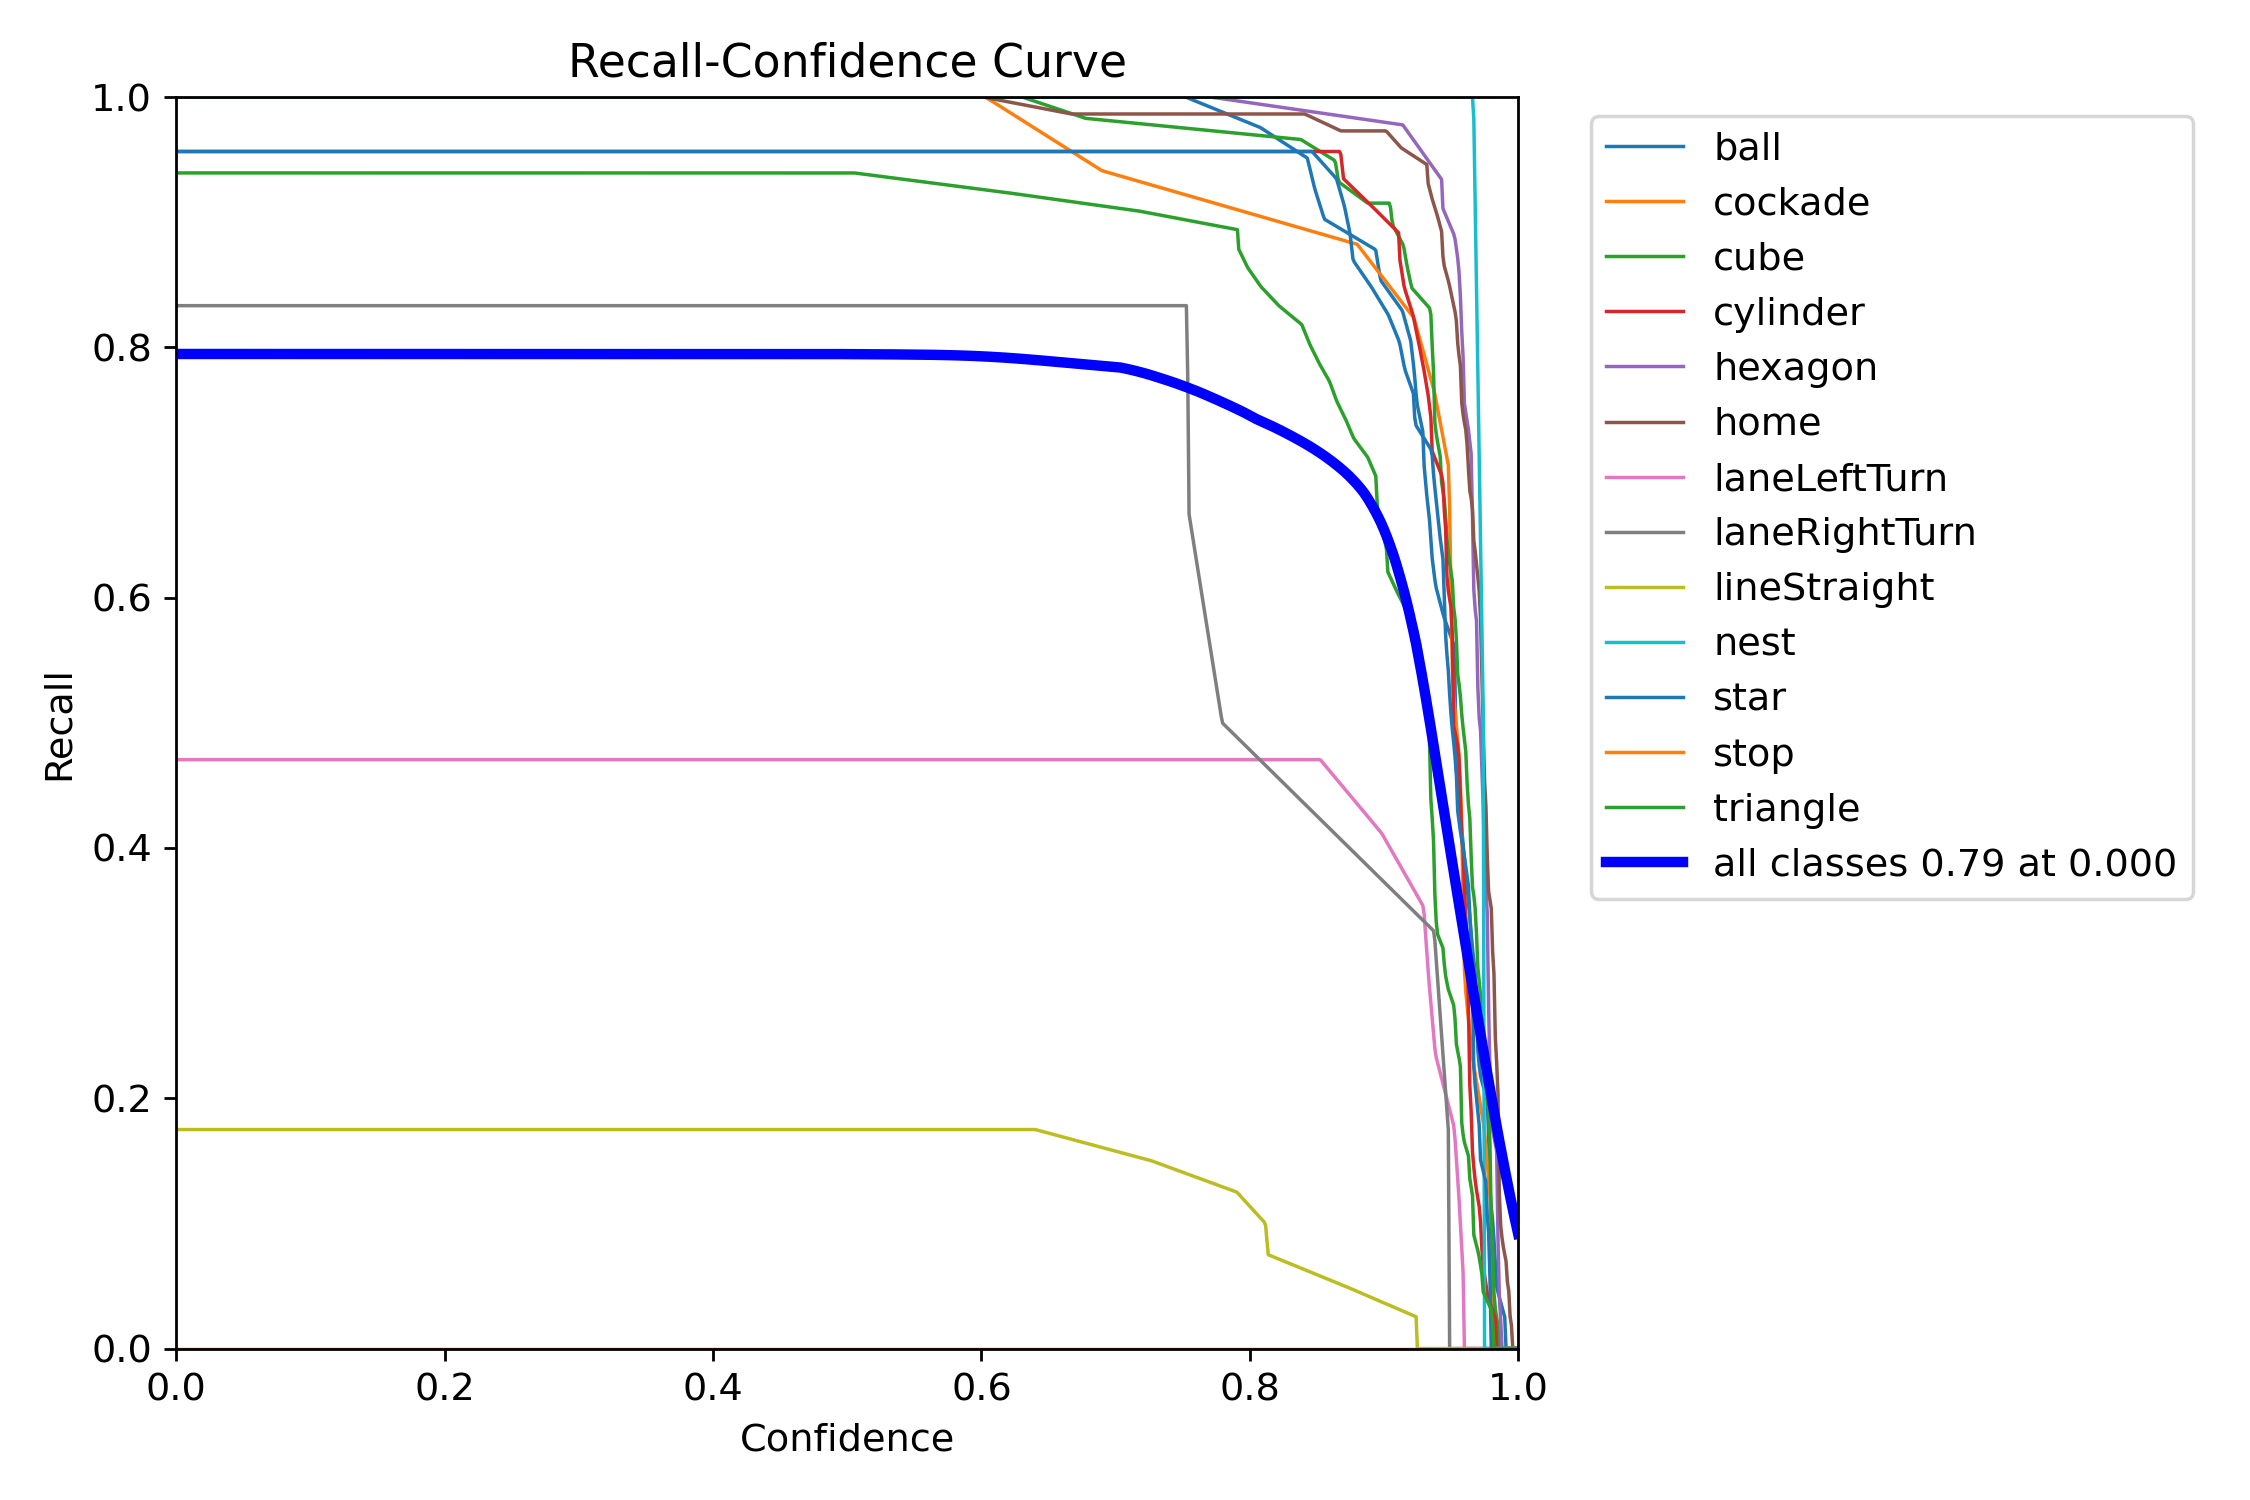 Recall-Confidence Curve
1.0
0.8
0.6
0.4
0.2
0.0
Recall
0.0 0.2 0.4 0.6 0.8 1.0
Confidence
ball
cockade
cube
cylinder
hexagon
home
laneLeftTurn
laneRightTurn
lineStraight
nest
star
stop
triangle
all classes 0.79 at 0.000